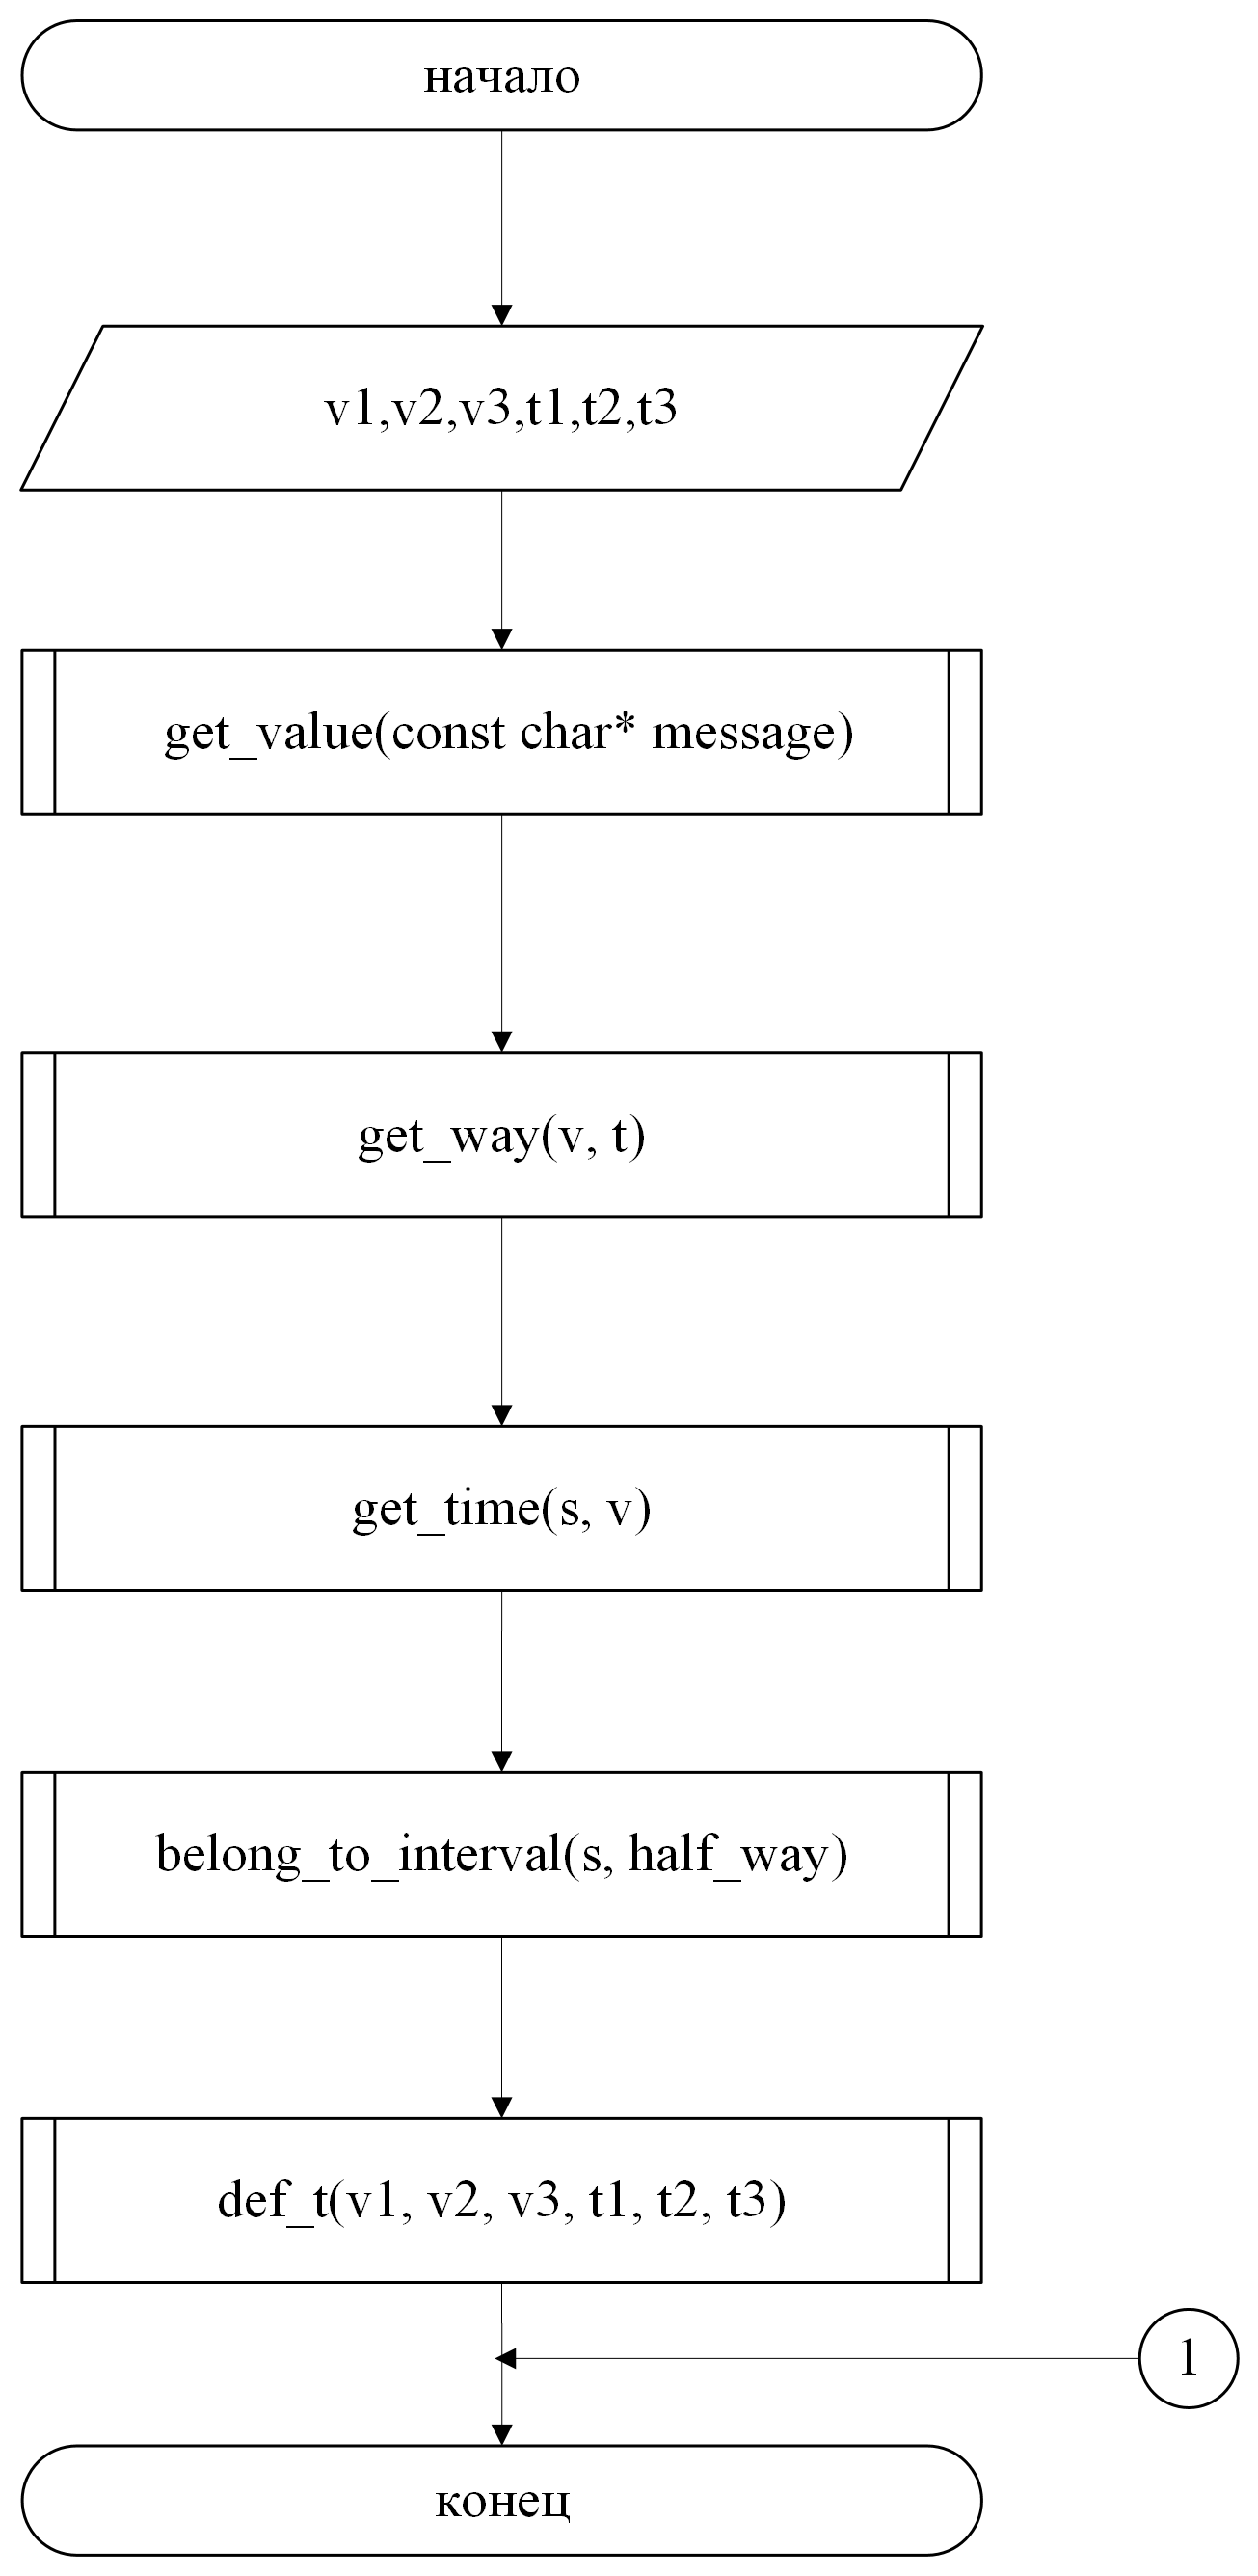 начало
v1,v2,v3,t1,t2,t3
get_value(const char* message)
get_way(v, t)
get_time(s, v)
belong_to_interval(s, half_way)
def_t(v1, v2, v3, t1, t2, t3)
1
конец